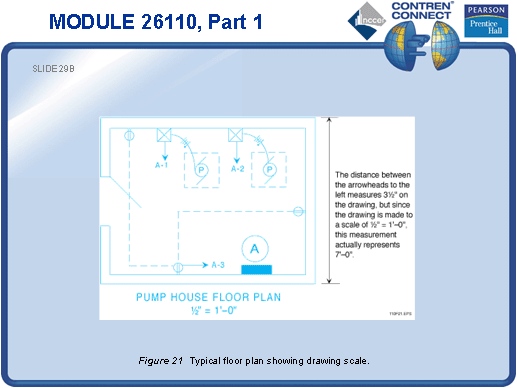 MODULE 26110, Part 1
nccer
CONTREN®
CONNECT
PEARSON
Prentice
Hall
SLIDE 29B
A-1
P
A-2
P
The distance between
the arrowheads to the
left measures 3½" on
the drawing, but since
the drawing is made to
a scale of ½" = 1'–0",
this measurement
actually represents
7'–0".
A
A-3
PUMP HOUSE FLOOR PLAN
½" = 1'–0"
Figure 21 Typical floor plan showing drawing scale.